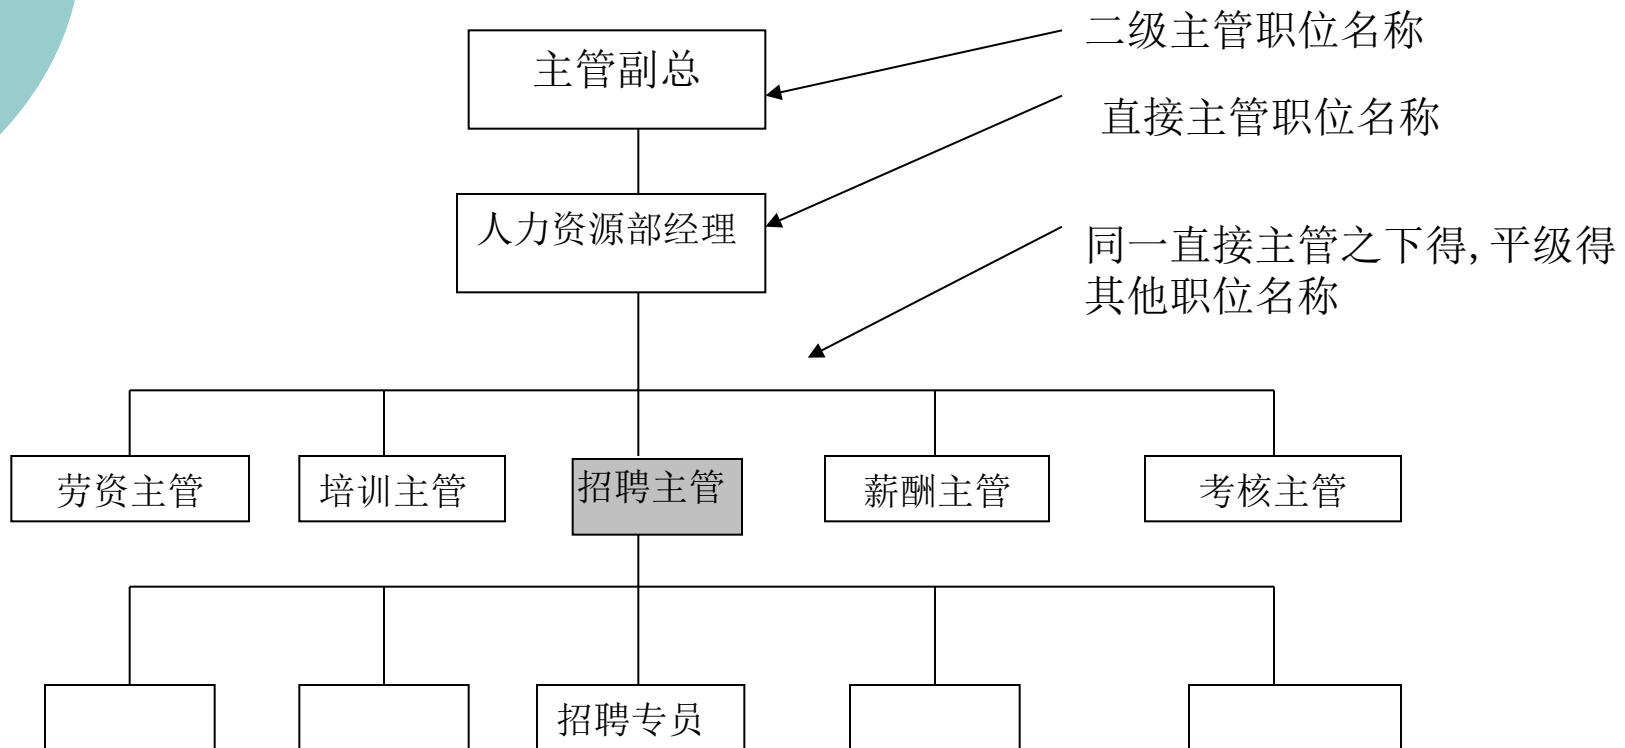 主管副总
二级主管职位名称
直接主管职位名称
人力资源部经理
同一直接主管之下得,平级得
其他职位名称
劳资主管
培训主管
招聘主管
薪酬主管
考核主管
招聘专员